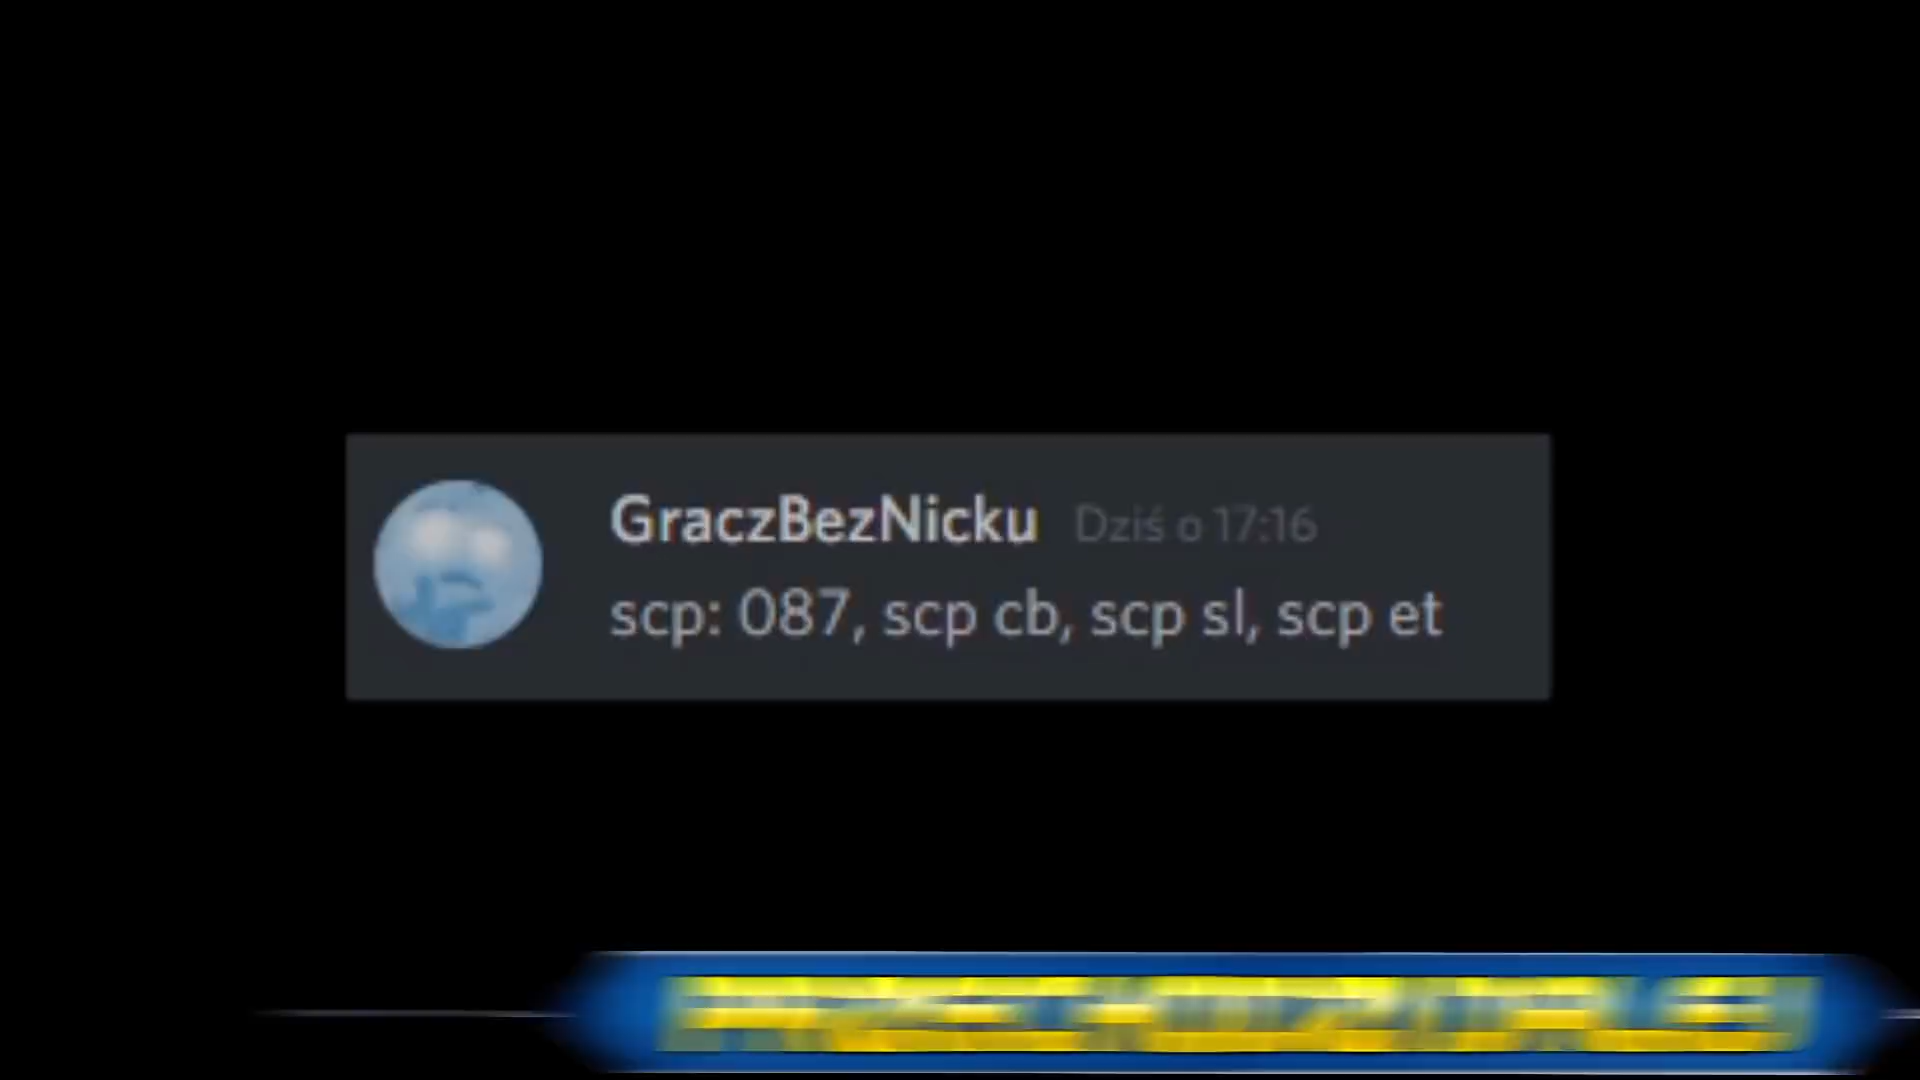 GraczBezNicku Dziś o 17:16
scp: 087, scp cb, scp sl, scp et